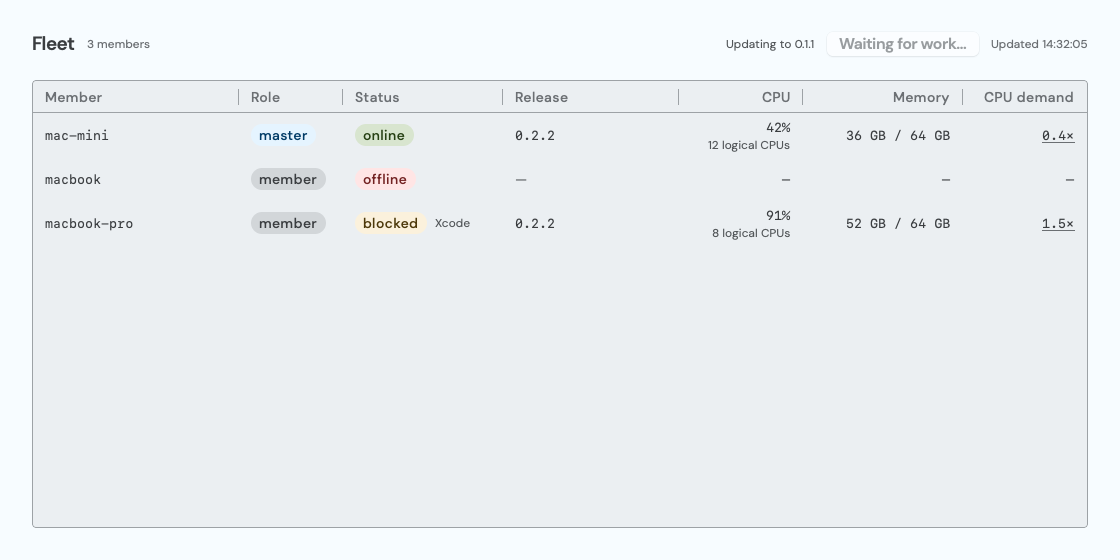 Fleet 3 members Updating to 0.1.1 Waiting for work... Updated 14:32:05
Member Role Status Release CPU Memory CPU demand
mac-mini master online 0.2.2 42% 12 logical CPUs 36 GB / 64 GB 0.4×
macbook member offline — — — —
macbook-pro member blocked Xcode 0.2.2 91% 8 logical CPUs 52 GB / 64 GB 1.5×